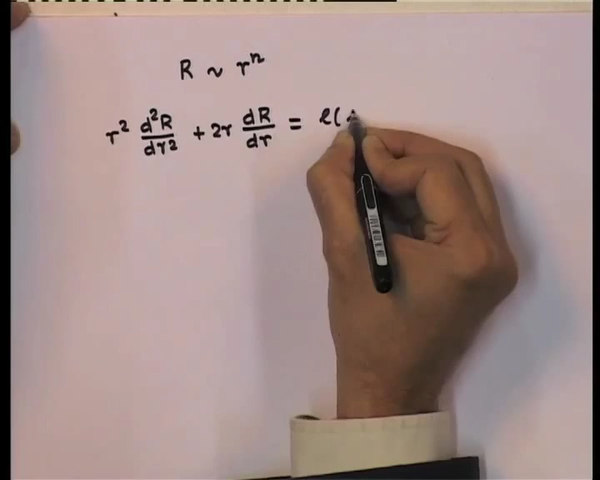 R ~ r^n
r^2 d^2R/dr^2 + 2r dR/dr = l(